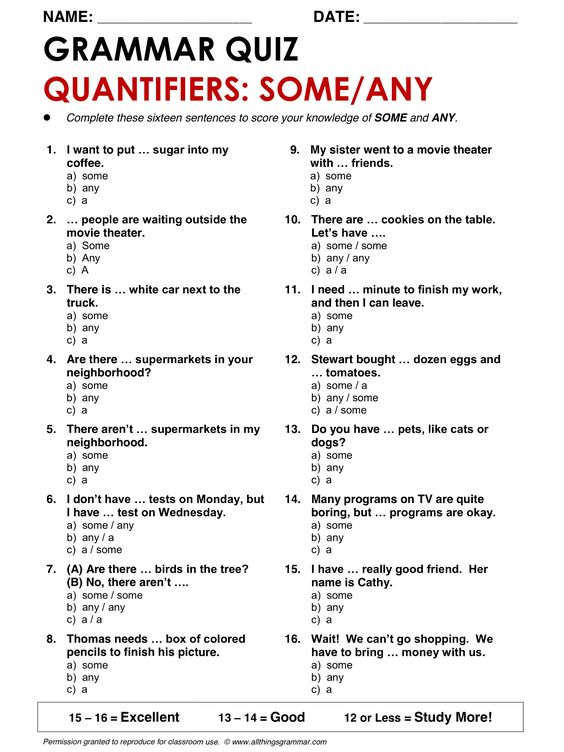 NAME: ____________________ DATE: _________________
GRAMMAR QUIZ
QUANTIFIERS: SOME/ANY
● Complete these sixteen sentences to score your knowledge of SOME and ANY.
1. I want to put … sugar into my
coffee.
a) some
b) any
c) a
2. … people are waiting outside the
movie theater.
a) Some
b) Any
c) A
3. There is … white car next to the
truck.
a) some
b) any
c) a
4. Are there … supermarkets in your
neighborhood?
a) some
b) any
c) a
5. There aren't … supermarkets in my
neighborhood.
a) some
b) any
c) a
6. I don't have … tests on Monday, but
I have … test on Wednesday.
a) some / any
b) any / a
c) a / some
7. (A) Are there … birds in the tree?
(B) No, there aren't ….
a) some / some
b) any / any
c) a / a
8. Thomas needs … box of colored
pencils to finish his picture.
a) some
b) any
c) a
9. My sister went to a movie theater
with … friends.
a) some
b) any
c) a
10. There are … cookies on the table.
Let's have ….
a) some / some
b) any / any
c) a / a
11. I need … minute to finish my work,
and then I can leave.
a) some
b) any
c) a
12. Stewart bought … dozen eggs and
… tomatoes.
a) some / a
b) any / some
c) a / some
13. Do you have … pets, like cats or
dogs?
a) some
b) any
c) a
14. Many programs on TV are quite
boring, but … programs are okay.
a) some
b) any
c) a
15. I have … really good friend. Her
name is Cathy.
a) some
b) any
c) a
16. Wait! We can't go shopping. We
have to bring … money with us.
a) some
b) any
c) a
15 – 16 = Excellent 13 – 14 = Good 12 or Less = Study More!
Permission granted to reproduce for classroom use. © www.allthingsgrammar.com